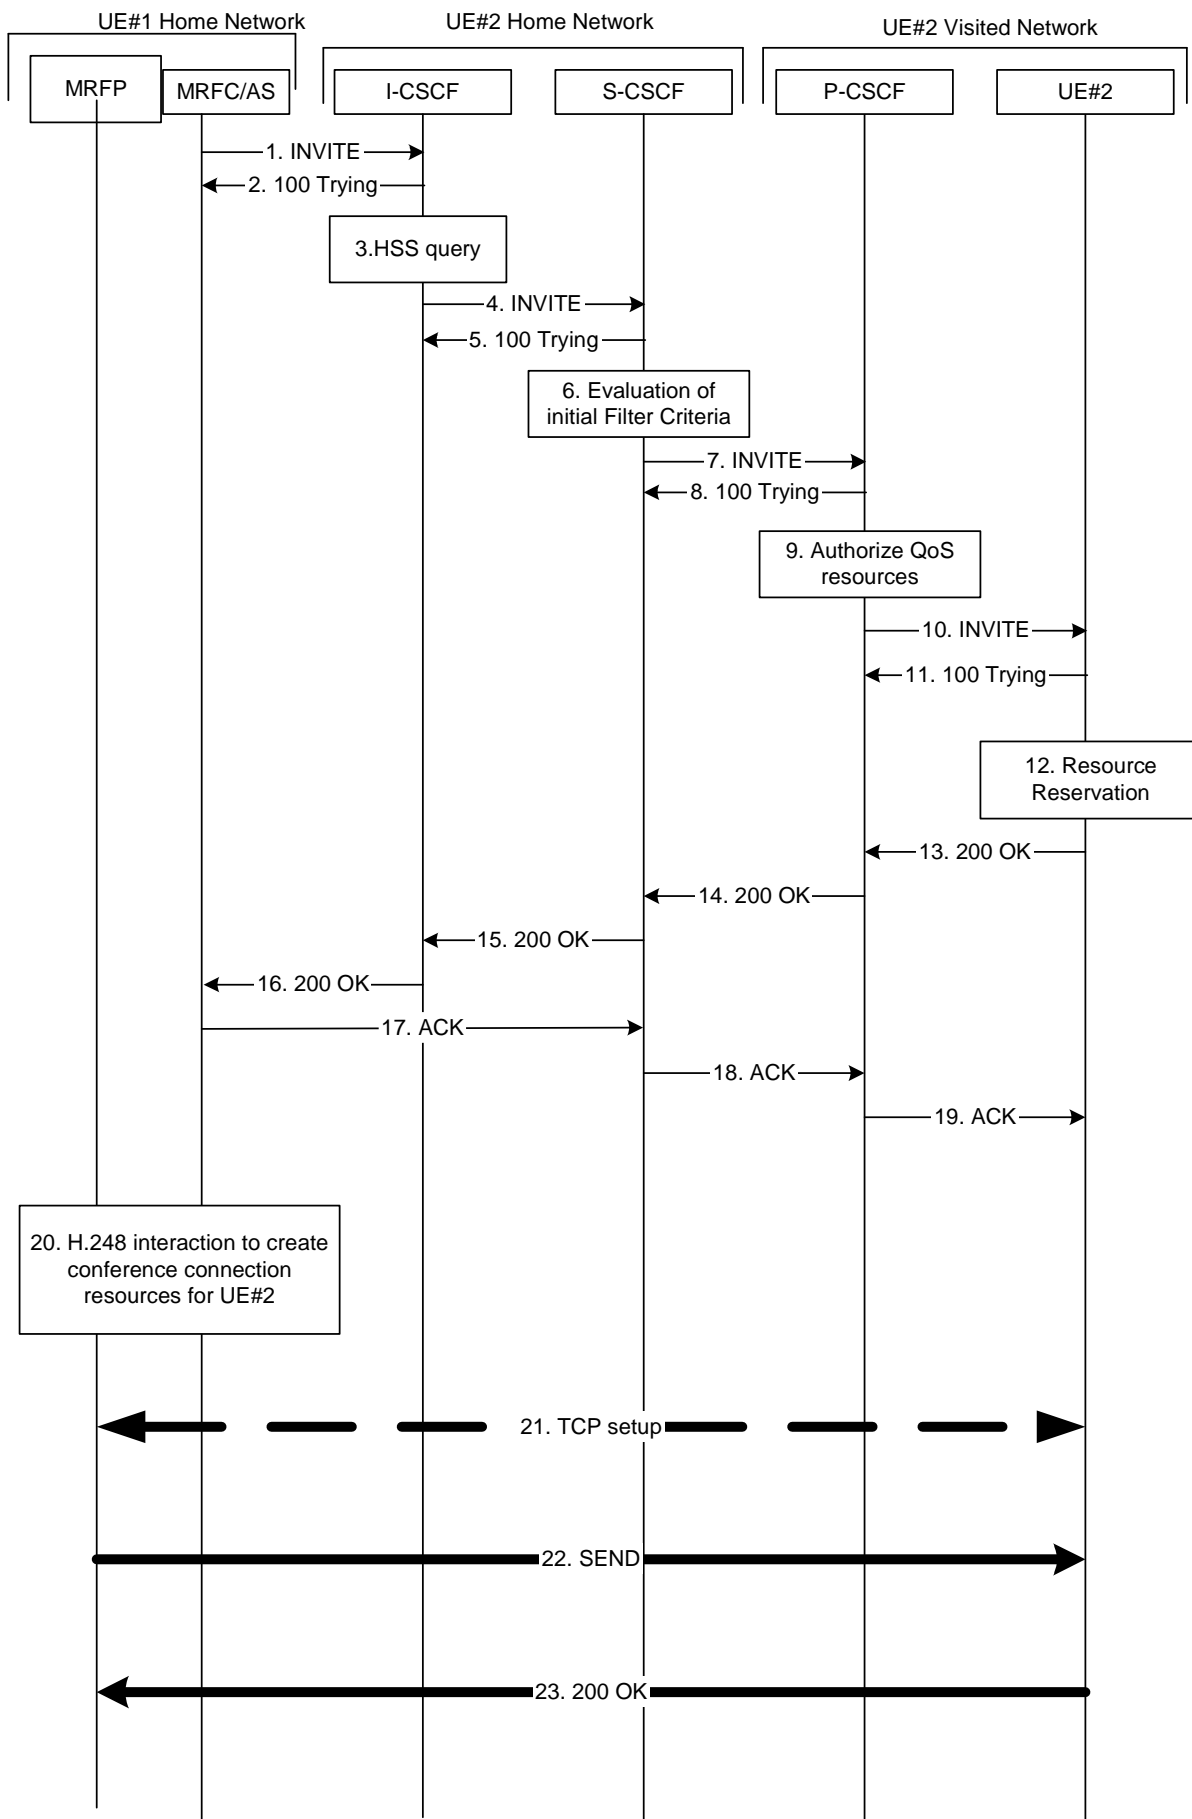 UE#1 Home Network
UE#2 Home Network
UE#2 Visited Network
MRFP
MRFC/AS
I-CSCF
S-CSCF
P-CSCF
UE#2
1. INVITE
2. 100 Trying
3.HSS query
4. INVITE
5. 100 Trying
6. Evaluation of
initial Filter Criteria
7. INVITE
8. 100 Trying
9. Authorize QoS
resources
10. INVITE
11. 100 Trying
12. Resource
Reservation
13. 200 OK
14. 200 OK
15. 200 OK
16. 200 OK
17. ACK
18. ACK
19. ACK
20. H.248 interaction to create
conference connection
resources for UE#2
21. TCP setup
22. SEND
23. 200 OK